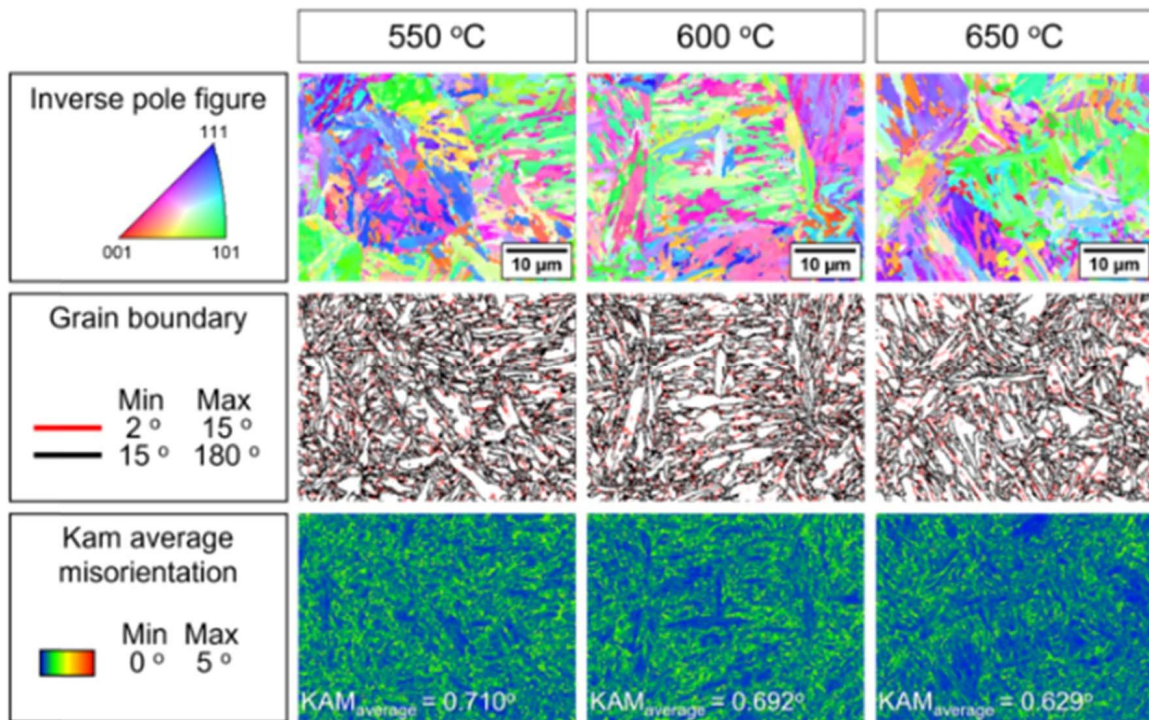 550 °C
600 °C
650 °C
Inverse pole figure
111
001
101
10 µm
10 µm
10 µm
Grain boundary
Min Max
2 ° 15 °
15 ° 180 °
Kam average
misorientation
Min Max
0 ° 5 °
KAMaverage = 0.710°
KAMaverage = 0.692°
KAMaverage = 0.629°